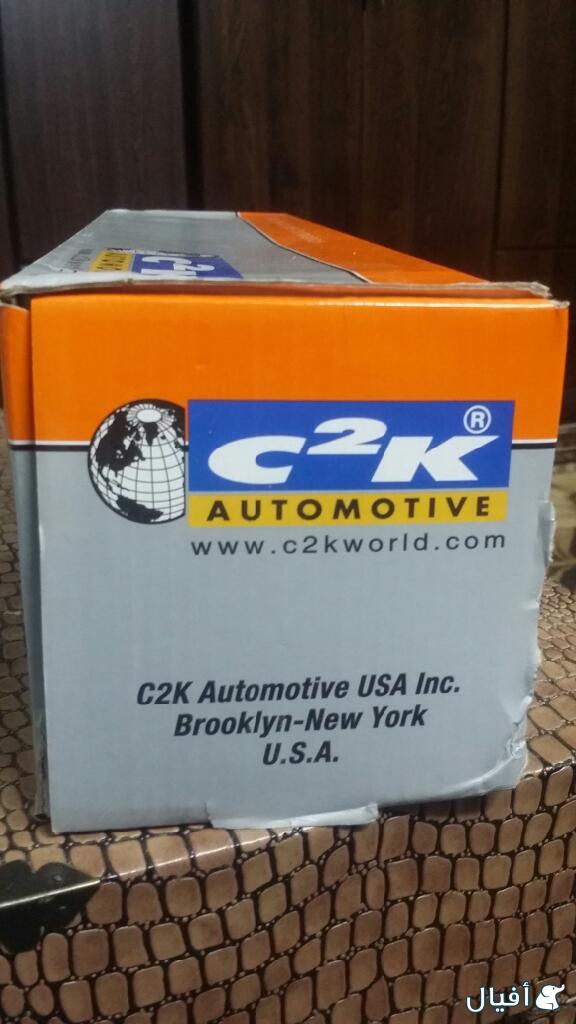 C2K®
AUTOMOTIVE
www.c2kworld.com
C2K Automotive USA Inc.
Brooklyn-New York
U.S.A.
أفيال